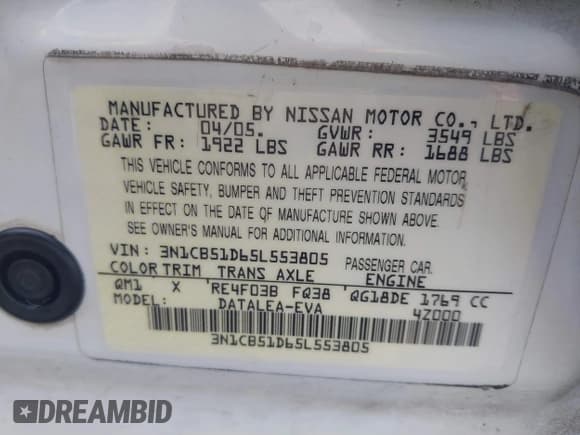 MANUFACTURED BY NISSAN MOTOR CO., LTD.
DATE: 04/05. GVWR: 3549 LBS
GAWR FR: 1922 LBS GAWR RR: 1688 LBS
THIS VEHICLE CONFORMS TO ALL APPLICABLE FEDERAL MOTOR
VEHICLE SAFETY, BUMPER AND THEFT PREVENTION STANDARDS
IN EFFECT ON THE DATE OF MANUFACTURE SHOWN ABOVE.
SEE OWNER'S MANUAL FOR ADDITIONAL INFORMATION.
VIN: 3N1CB51D65L553805 PASSENGER CAR.
COLOR TRIM TRANS AXLE ENGINE
QM1 X RE4F03B FQ38 QG18DE 1769 CC
MODEL: DATALEA-EVA 4Z000
3N1CB51D65L553805
DREAMBID